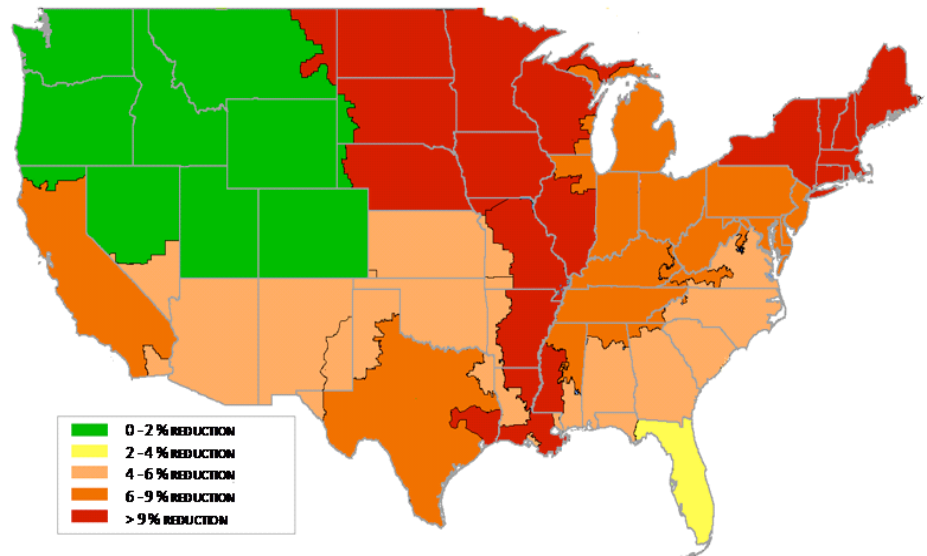 0 - 2 % REDUCTION
2 - 4 % REDUCTION
4 - 6 % REDUCTION
6 - 9 % REDUCTION
> 9 % REDUCTION